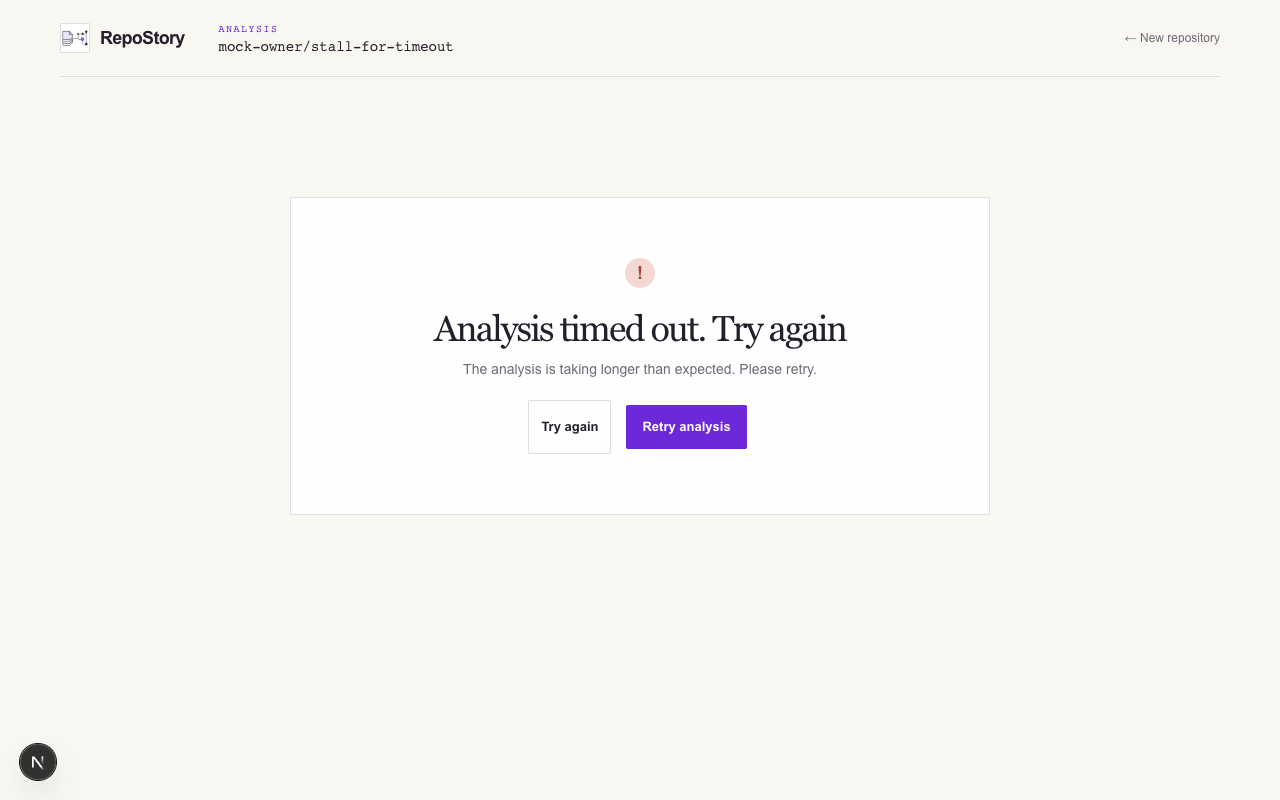 RepoStory
ANALYSIS
mock-owner/stall-for-timeout
← New repository
!
Analysis timed out. Try again
The analysis is taking longer than expected. Please retry.
Try again
Retry analysis
N